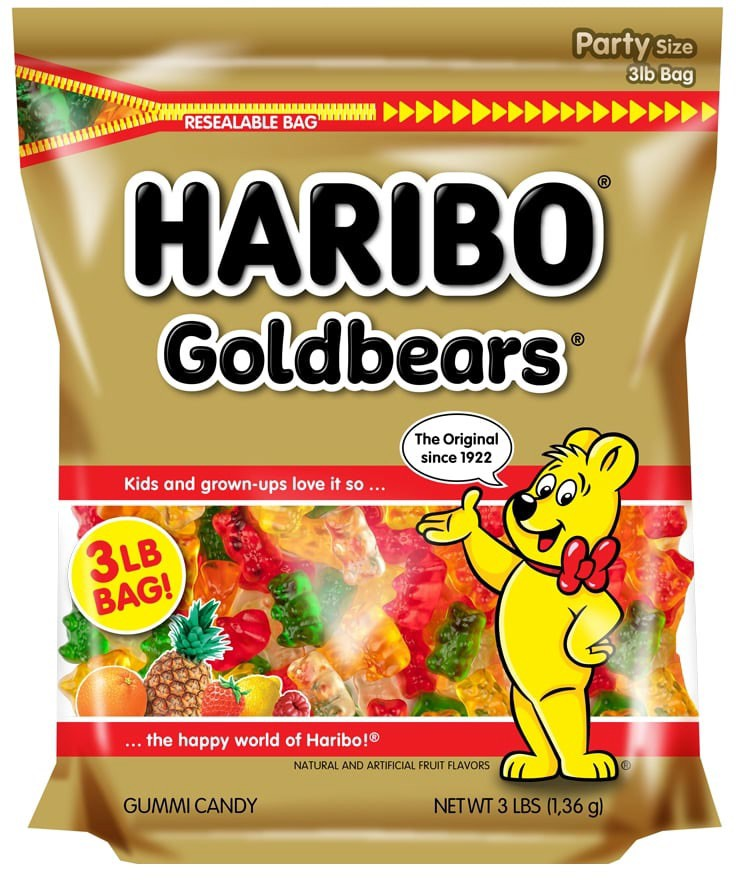 Party Size
3lb Bag
RESEALABLE BAG
HARIBO®
Goldbears®
The Original
since 1922
Kids and grown-ups love it so ...
3 LB
BAG!
... the happy world of Haribo!®
NATURAL AND ARTIFICIAL FRUIT FLAVORS
®
GUMMI CANDY
NET WT 3 LBS (1,36 g)